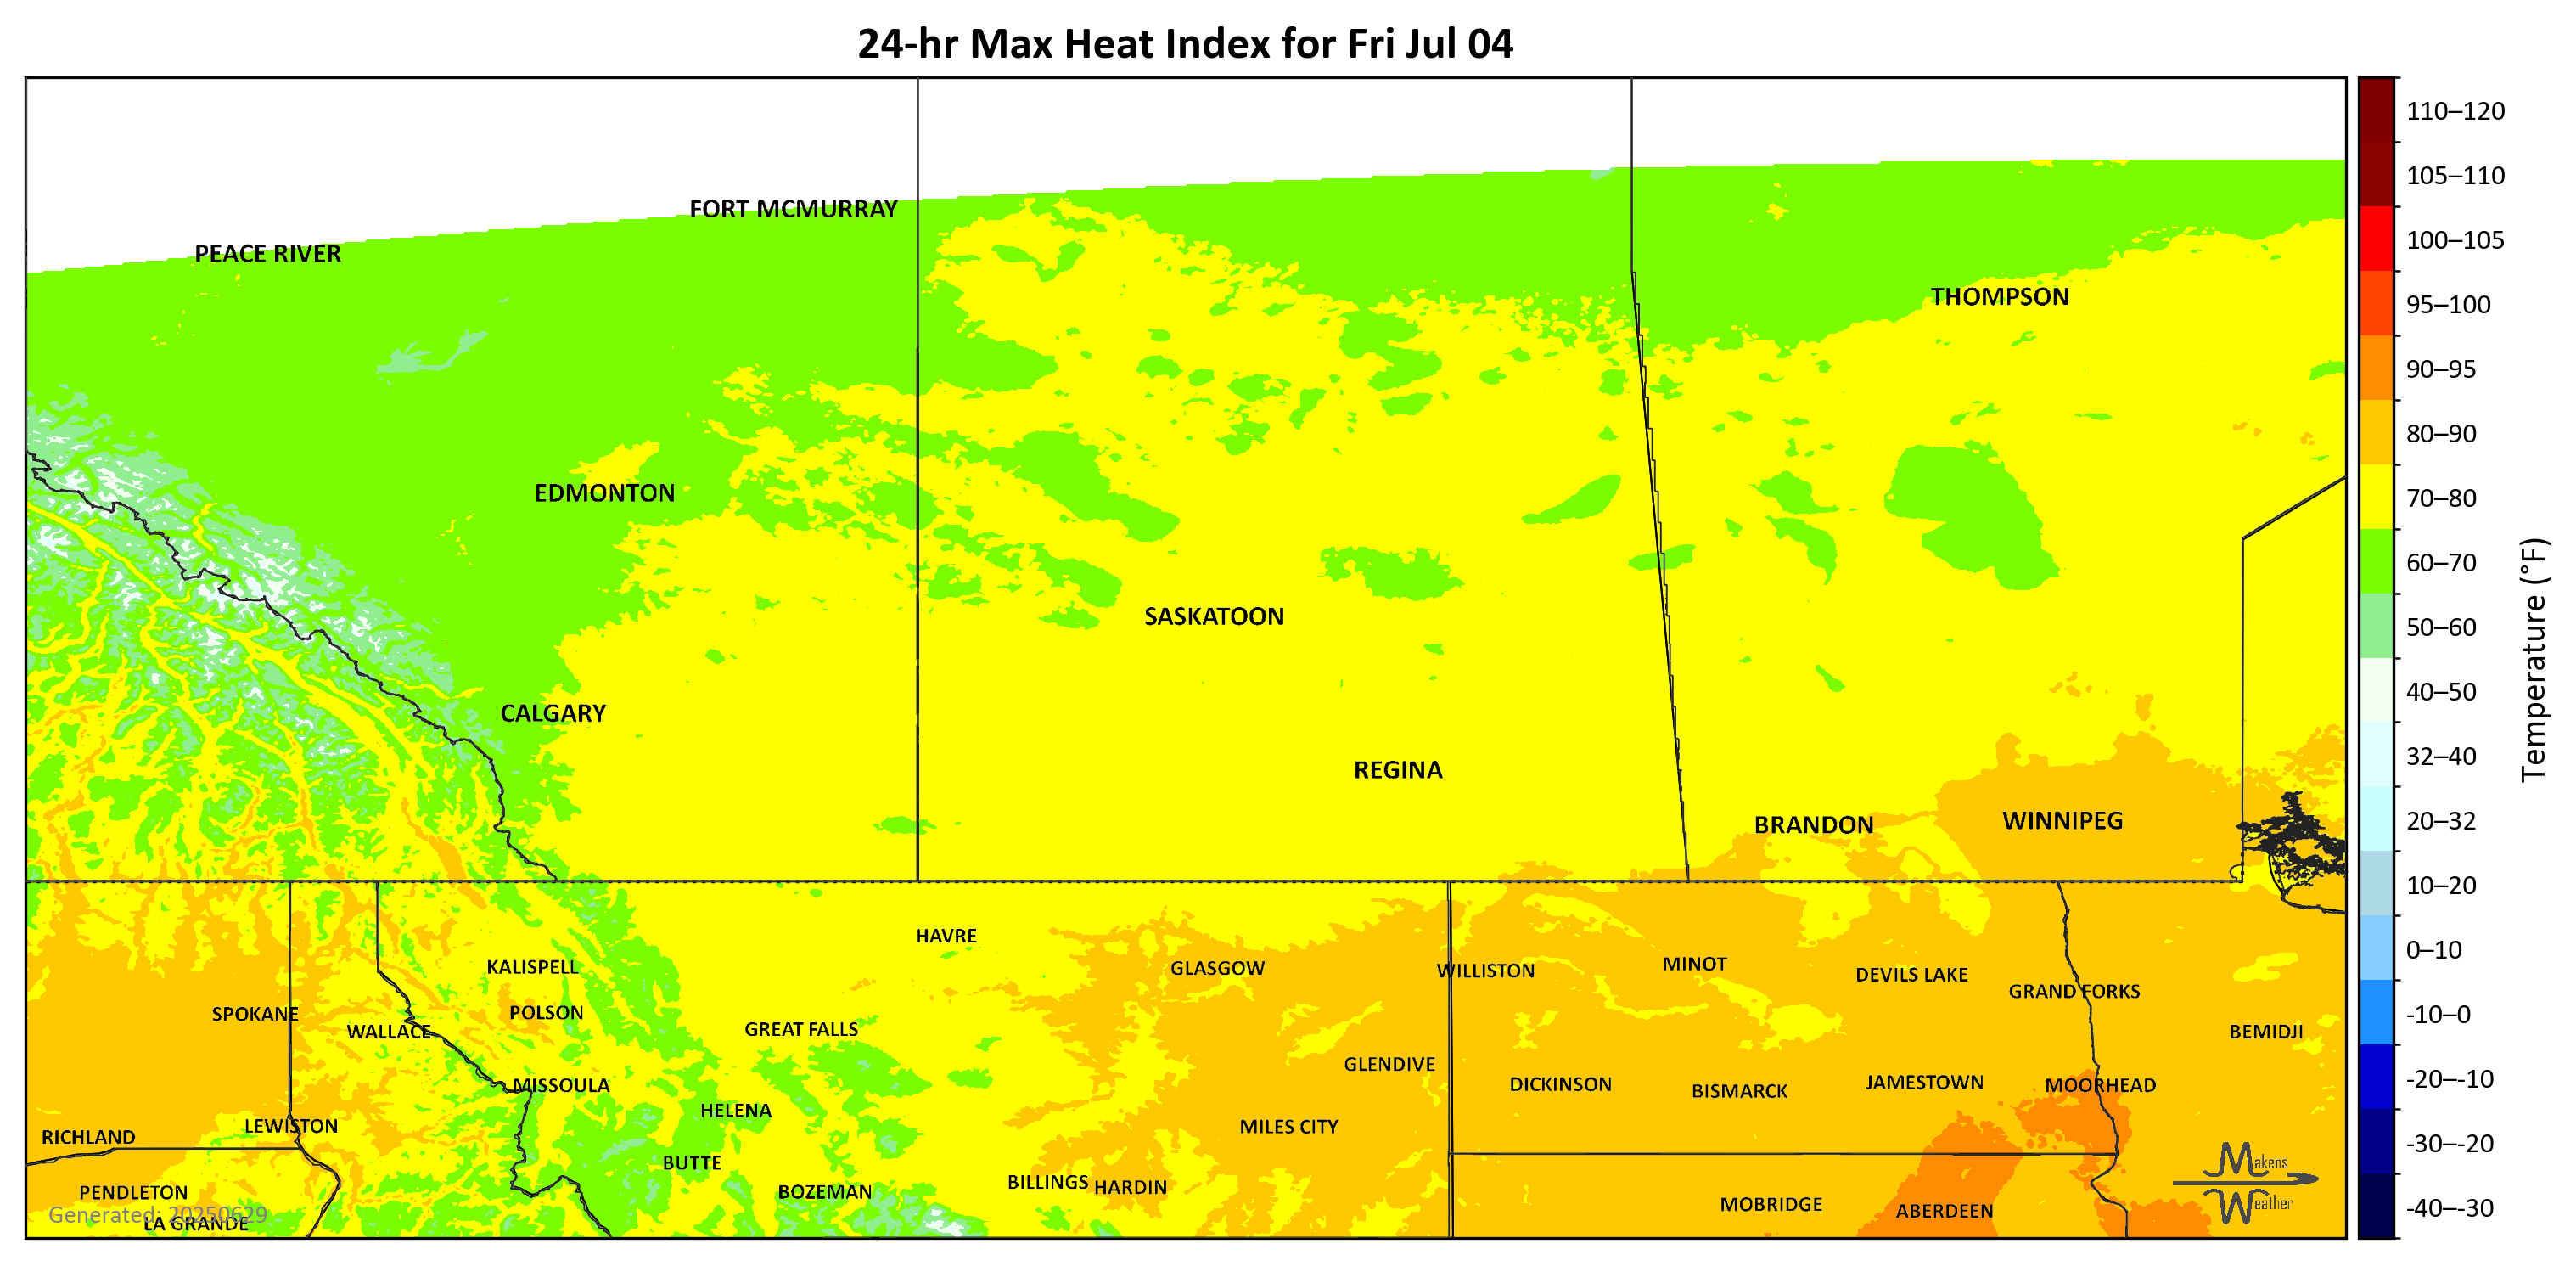 24-hr Max Heat Index for Fri Jul 04
FORT MCMURRAY
PEACE RIVER
THOMPSON
EDMONTON
SASKATOON
CALGARY
REGINA
BRANDON
WINNIPEG
HAVRE
KALISPELL
GLASGOW
WILLISTON
MINOT
DEVILS LAKE
GRAND FORKS
SPOKANE
POLSON
WALLACE
GREAT FALLS
BEMIDJI
GLENDIVE
MISSOULA
DICKINSON
BISMARCK
JAMESTOWN
MOORHEAD
HELENA
LEWISTON
MILES CITY
RICHLAND
BUTTE
PENDLETON
BOZEMAN
BILLINGS
HARDIN
MOBRIDGE
ABERDEEN
LA GRANDE
Generated: 20250629
Makens
Weather
110–120
105–110
100–105
95–100
90–95
80–90
70–80
60–70
50–60
40–50
32–40
20–32
10–20
0–10
-10–0
-20–-10
-30–-20
-40–-30
Temperature (°F)